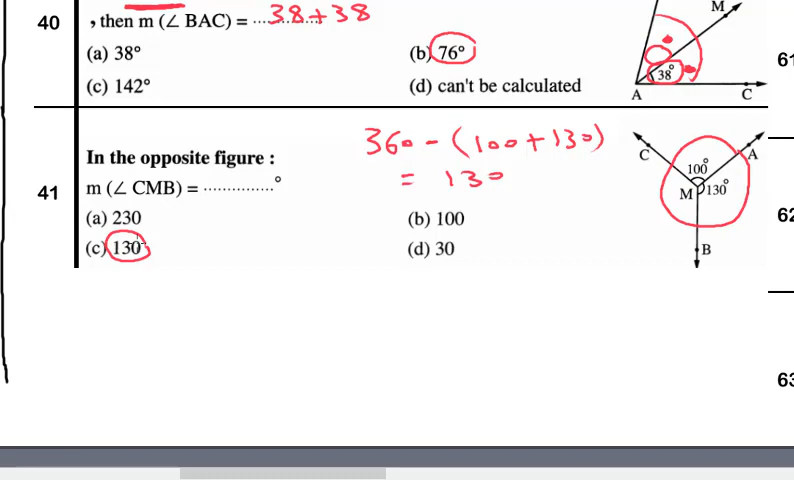 40
, then m (∠ BAC) = ............ 38+38
(a) 38°
(b) 76°
(c) 142°
(d) can't be calculated
M
38°
A
C
61
41
In the opposite figure :
m (∠ CMB) = ...............°
360 - (100+130)
= 130
(a) 230
(b) 100
(c) 130
(d) 30
C
A
100°
M
130°
B
62
63